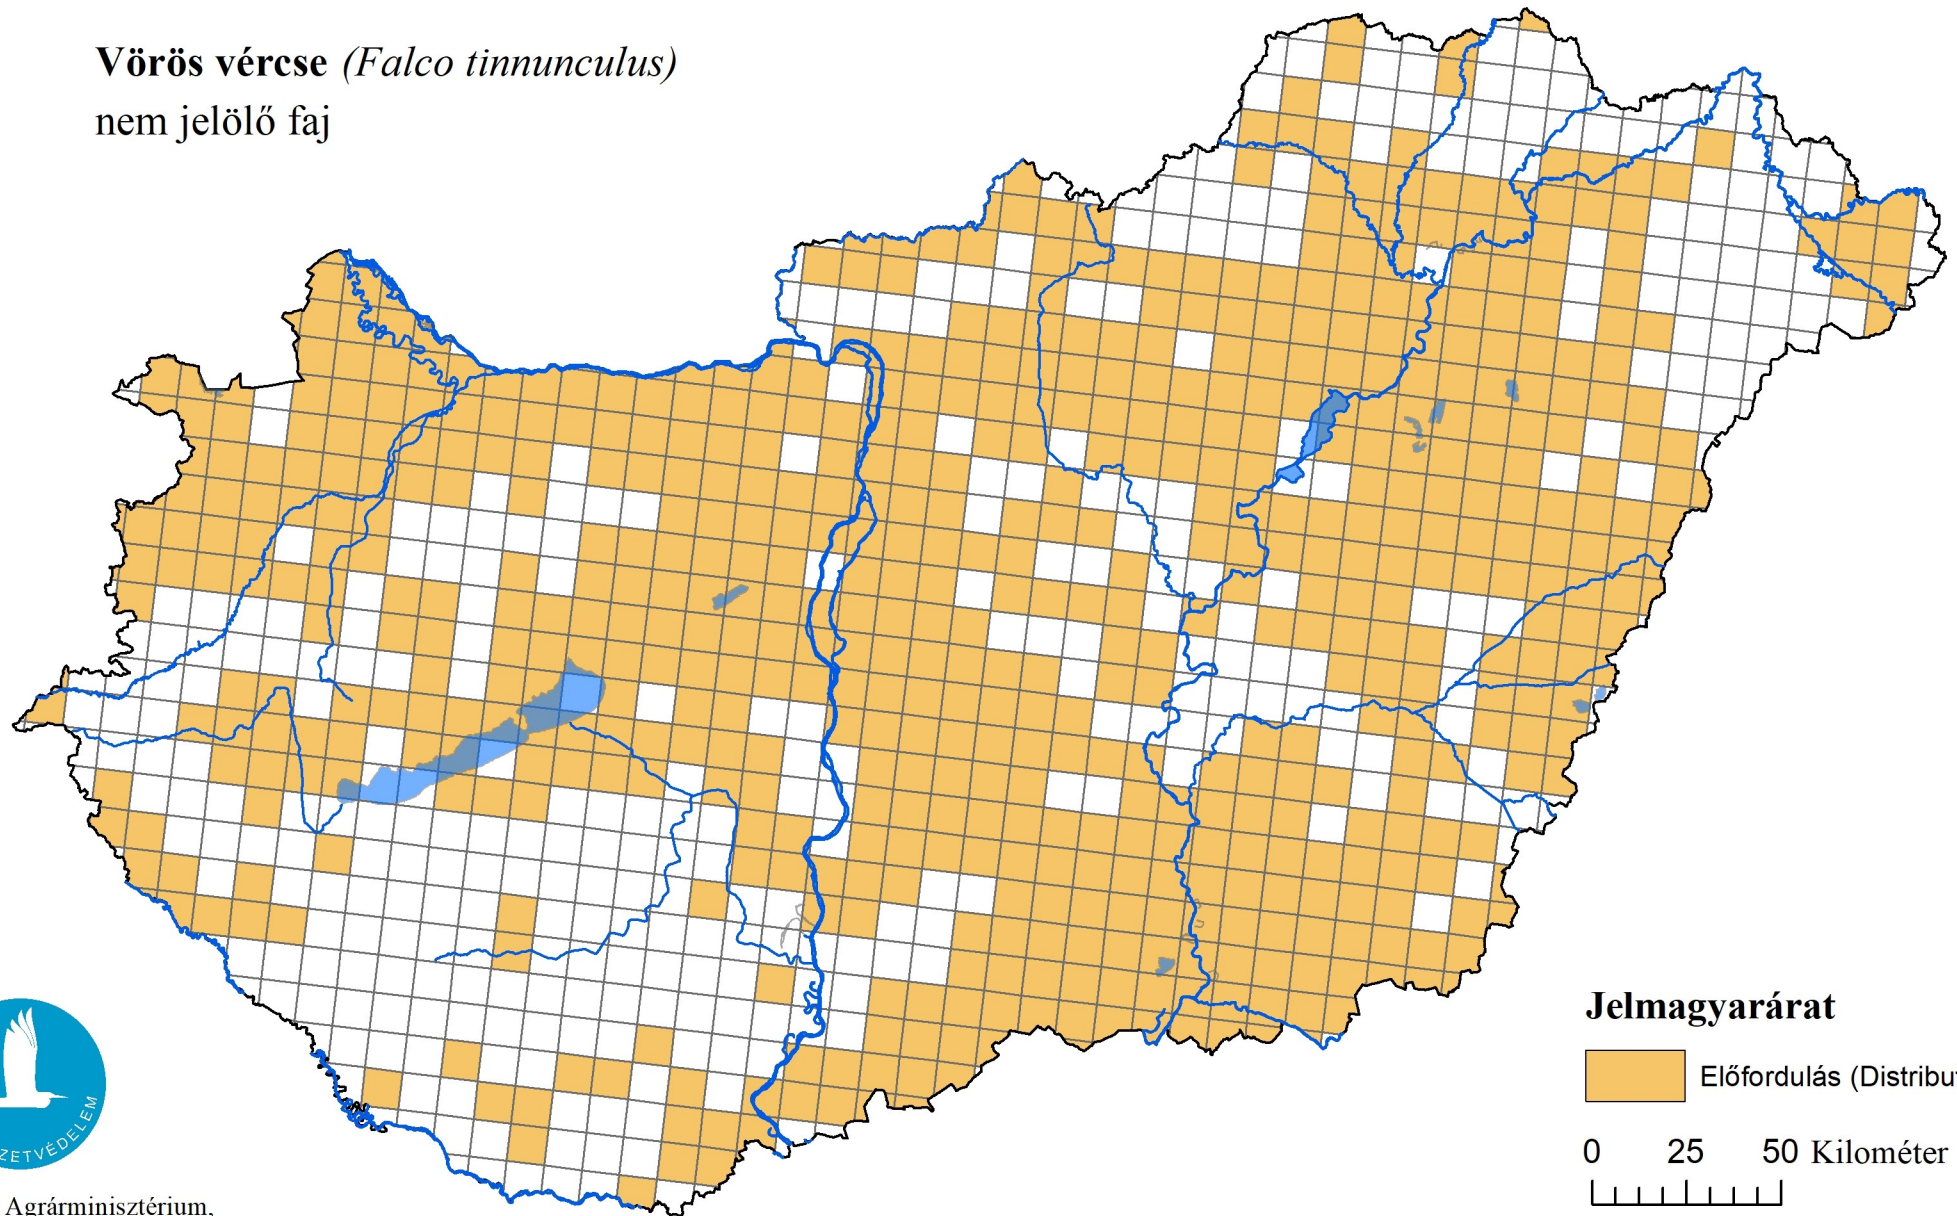 Vörös vércse (Falco tinnunculus)
nem jelölő faj
Jelmagyarárat
Előfordulás (Distribu
0 25 50 Kilométer
ZETVÉDELEM
Agrárminisztérium,